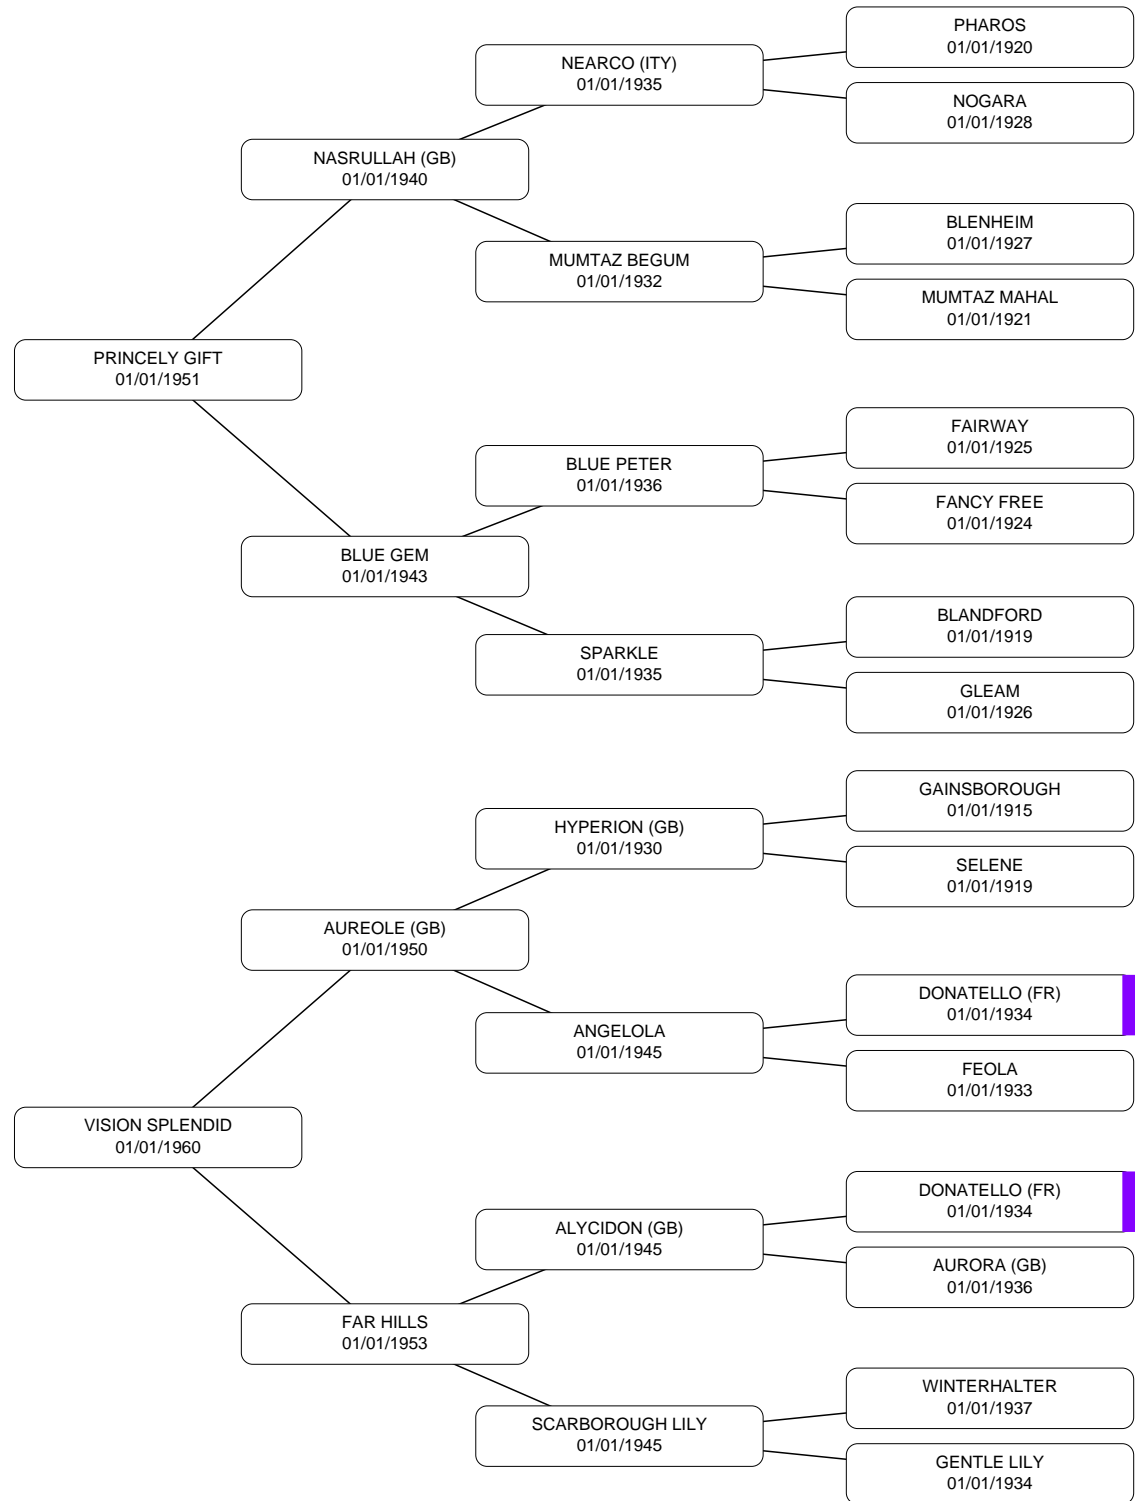 PHAROS
01/01/1920
NEARCO (ITY)
01/01/1935
NOGARA
01/01/1928
NASRULLAH (GB)
01/01/1940
BLENHEIM
01/01/1927
MUMTAZ BEGUM
01/01/1932
MUMTAZ MAHAL
01/01/1921
PRINCELY GIFT
01/01/1951
FAIRWAY
01/01/1925
BLUE PETER
01/01/1936
FANCY FREE
01/01/1924
BLUE GEM
01/01/1943
BLANDFORD
01/01/1919
SPARKLE
01/01/1935
GLEAM
01/01/1926
GAINSBOROUGH
01/01/1915
HYPERION (GB)
01/01/1930
SELENE
01/01/1919
AUREOLE (GB)
01/01/1950
DONATELLO (FR)
01/01/1934
ANGELOLA
01/01/1945
FEOLA
01/01/1933
VISION SPLENDID
01/01/1960
DONATELLO (FR)
01/01/1934
ALYCIDON (GB)
01/01/1945
AURORA (GB)
01/01/1936
FAR HILLS
01/01/1953
WINTERHALTER
01/01/1937
SCARBOROUGH LILY
01/01/1945
GENTLE LILY
01/01/1934